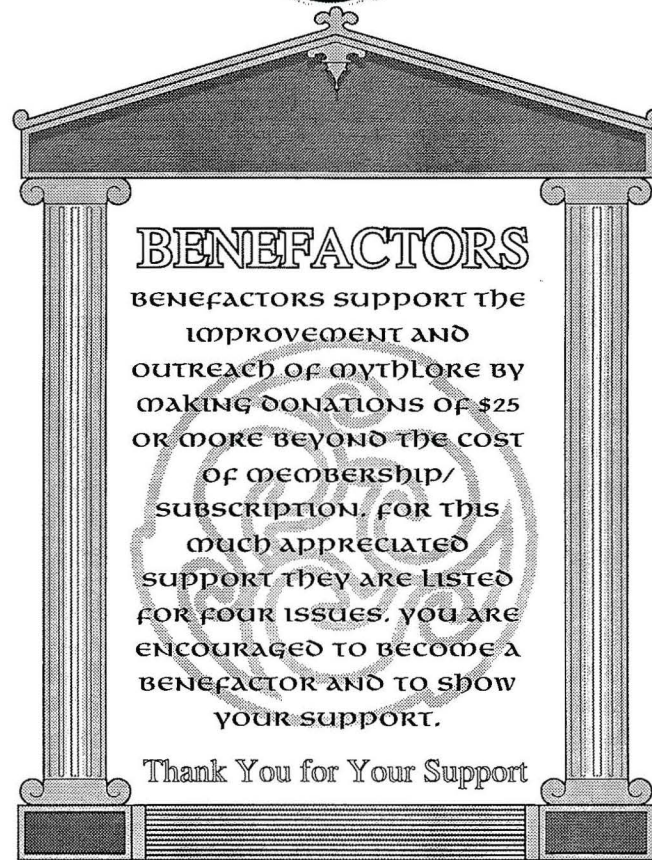 BENEFACTORS
BENEFACTORS SUPPORT THE
IMPROVEMENT AND
OUTREACH OF MYTHLORE BY
MAKING DONATIONS OF $25
OR MORE BEYOND THE COST
OF MEMBERSHIP/
SUBSCRIPTION. FOR THIS
MUCH APPRECIATED
SUPPORT THEY ARE LISTED
FOR FOUR ISSUES. YOU ARE
ENCOURAGED TO BECOME A
BENEFACTOR AND TO SHOW
YOUR SUPPORT.
Thank You for Your Support